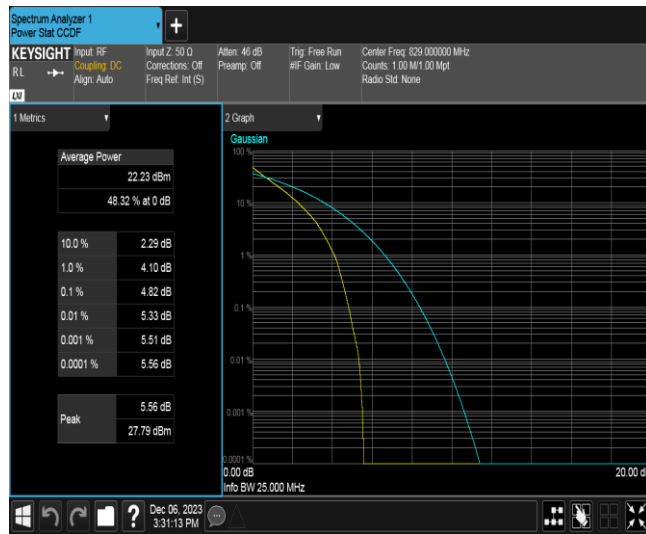 Spectrum Analyzer 1
Power Stat CCDF
+
KEYSIGHT
RL
LXI
Input: RF
Coupling: DC
Align: Auto
Input Z: 50 Ω
Corrections: Off
Freq Ref: Int (S)
Atten: 46 dB
Preamp: Off
Trig: Free Run
#IF Gain: Low
Center Freq: 829.000000 MHz
Counts: 1.00 M/1.00 Mpt
Radio Std: None
1 Metrics
Average Power
22.23 dBm
48.32 % at 0 dB
10.0 % 2.29 dB
1.0 % 4.10 dB
0.1 % 4.82 dB
0.01 % 5.33 dB
0.001 % 5.51 dB
0.0001 % 5.56 dB
Peak
5.56 dB
27.79 dBm
2 Graph
Gaussian
100 %
10 %
1 %
0.1 %
0.01 %
0.001 %
0.0001 %
0.00 dB 20.00 d
Info BW 25.000 MHz
?
Dec 06, 2023
3:31:13 PM